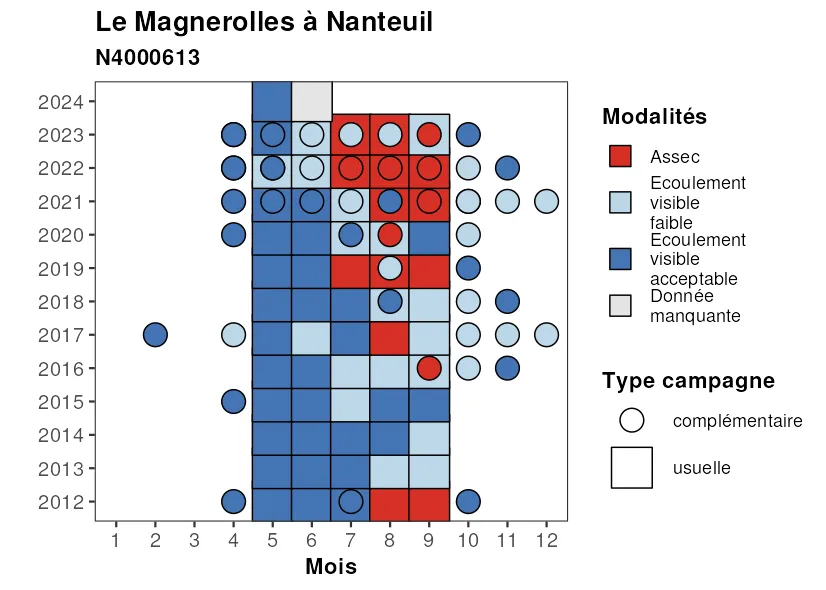 Le Magnerolles à Nanteuil
N4000613
2024
2023
2022
2021
2020
2019
2018
2017
2016
2015
2014
2013
2012
1 2 3 4 5 6 7 8 9 10 11 12
Mois
Modalités
Assec
Ecoulement
visible
faible
Ecoulement
visible
acceptable
Donnée
manquante
Type campagne
complémentaire
usuelle